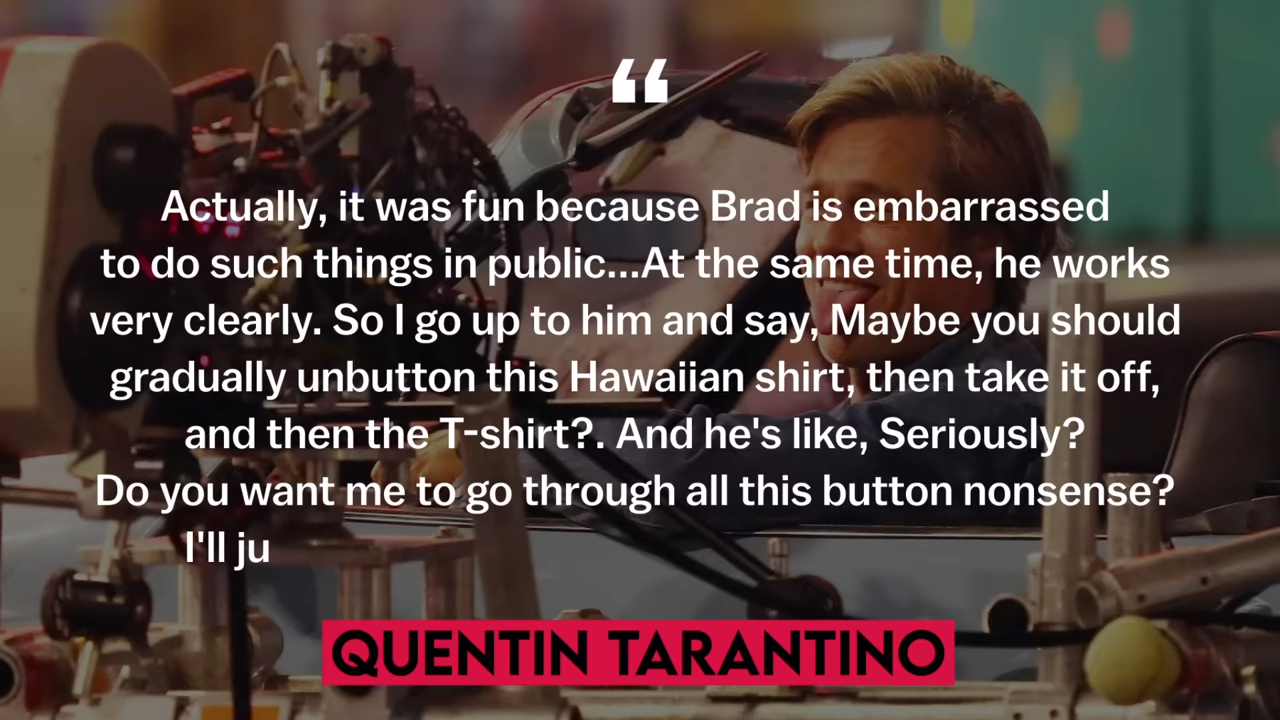 “
Actually, it was fun because Brad is embarrassed
to do such things in public...At the same time, he works
very clearly. So I go up to him and say, Maybe you should
gradually unbutton this Hawaiian shirt, then take it off,
and then the T-shirt?. And he's like, Seriously?
Do you want me to go through all this button nonsense?
I'll ju
QUENTIN TARANTINO